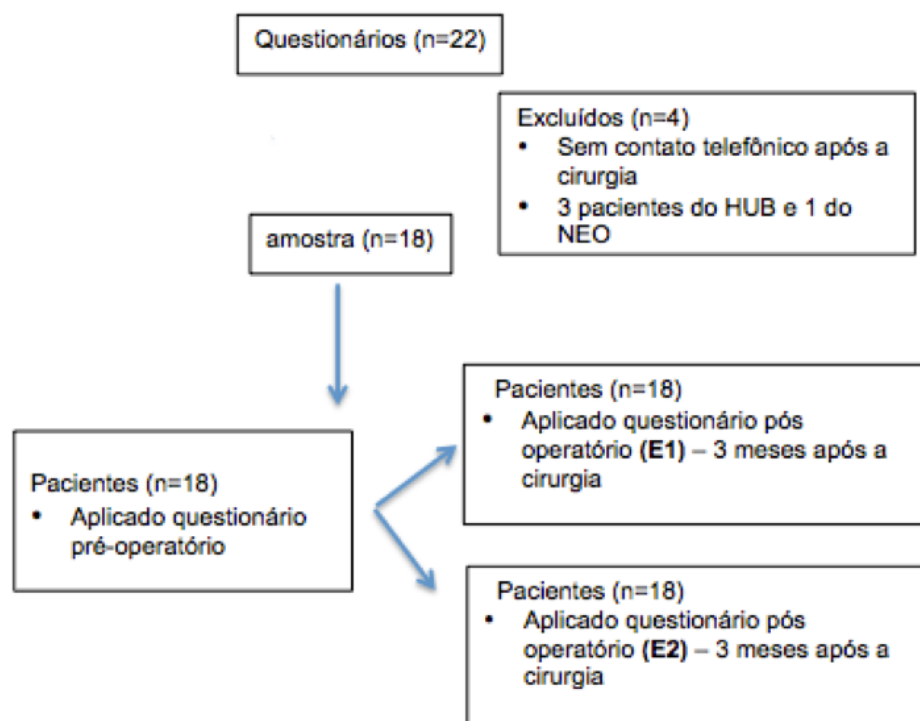 Questionários (n=22)
Excluídos (n=4)
• Sem contato telefônico após a
cirurgia
• 3 pacientes do HUB e 1 do
NEO
amostra (n=18)
Pacientes (n=18)
• Aplicado questionário
pré-operatório
Pacientes (n=18)
• Aplicado questionário pós
operatório (E1) – 3 meses após a
cirurgia
Pacientes (n=18)
• Aplicado questionário pós
operatório (E2) – 3 meses após a
cirurgia